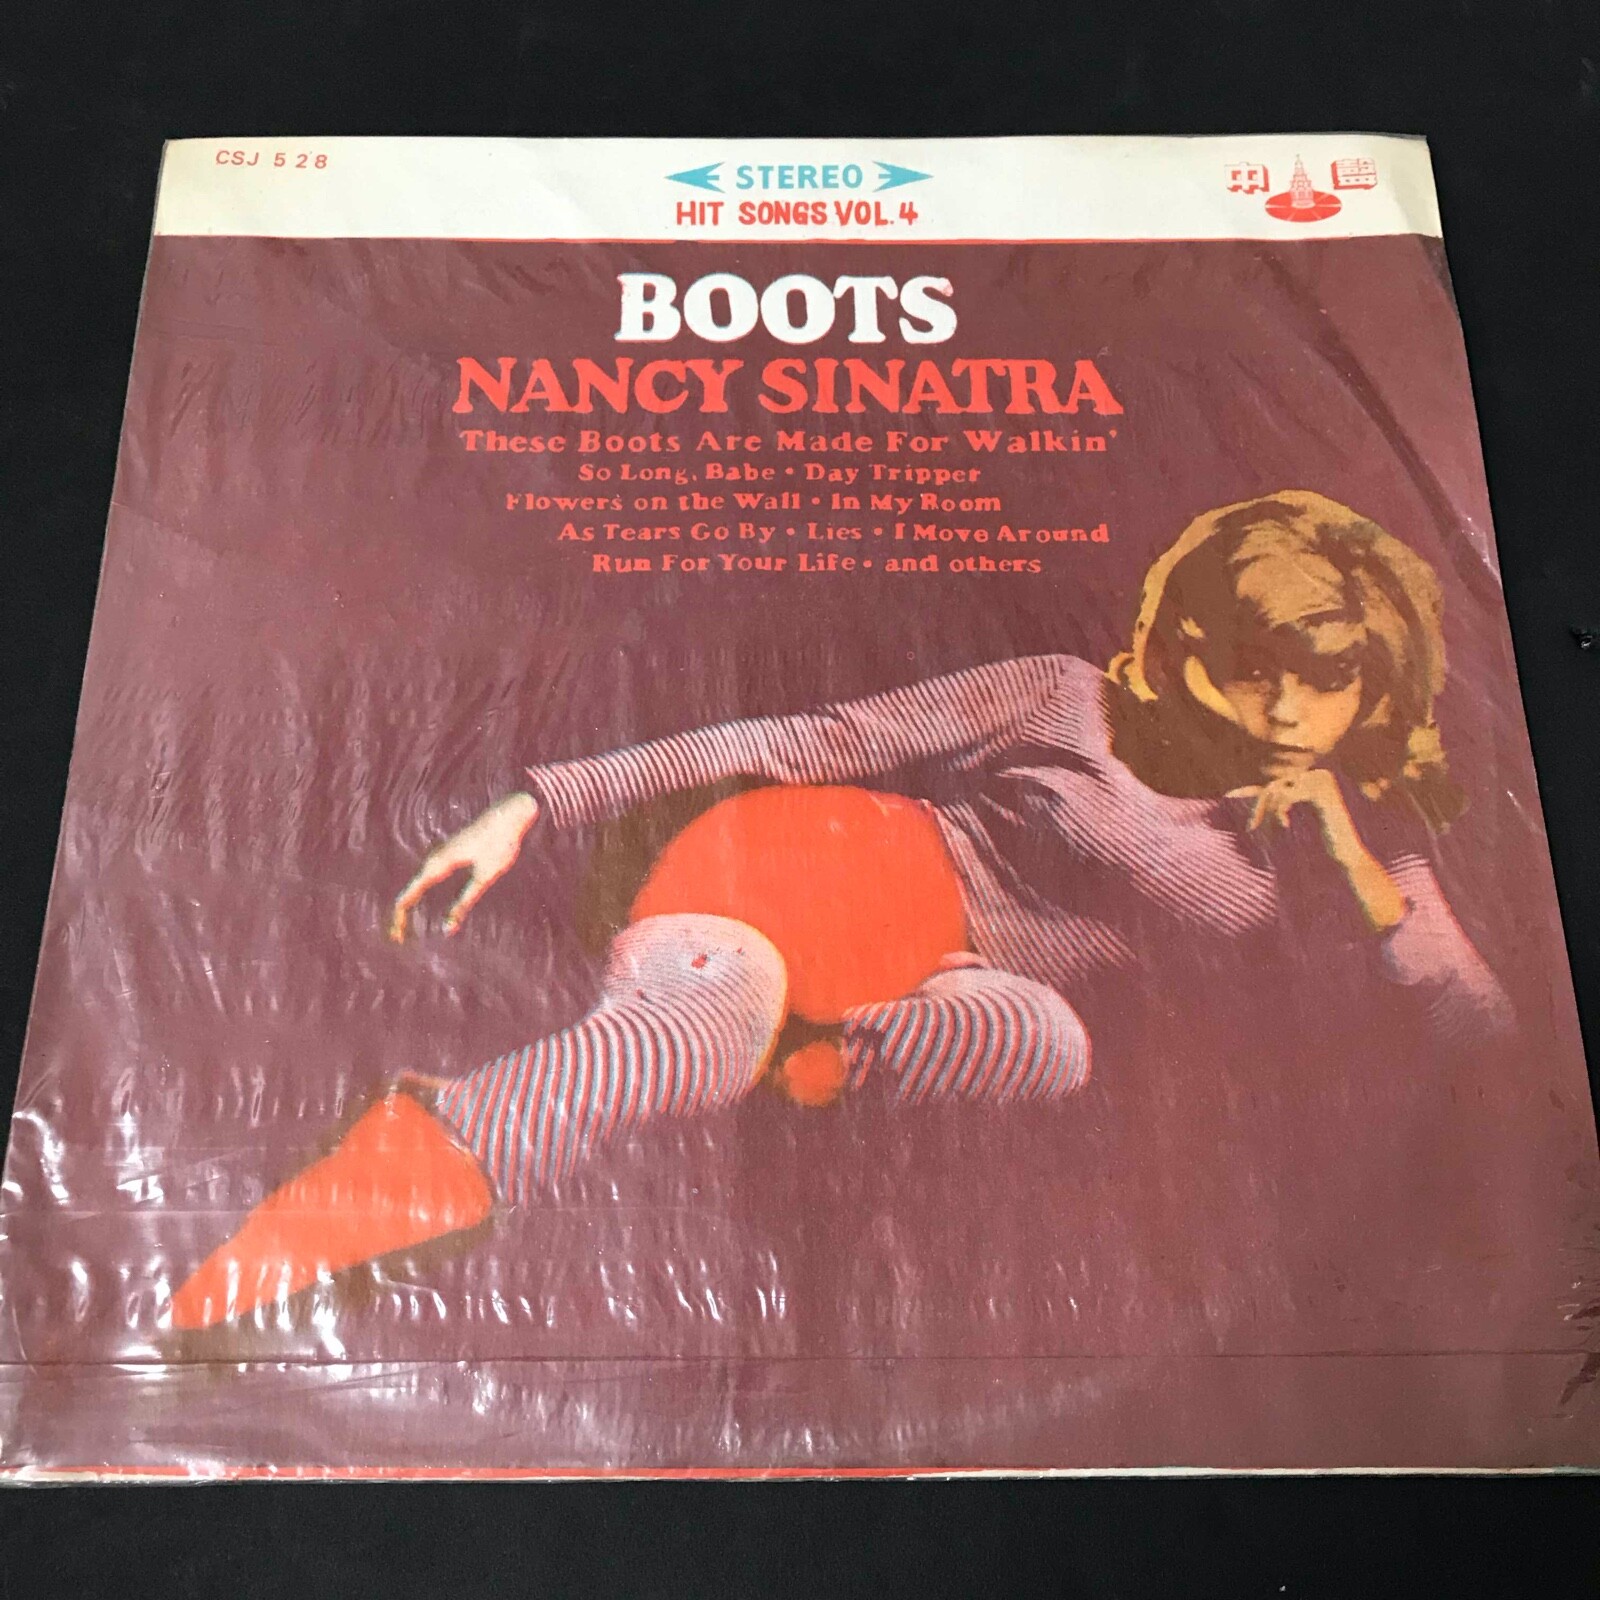 CSJ 528
STEREO
HIT SONGS VOL. 4
中聲
BOOTS
NANCY SINATRA
These Boots Are Made For Walkin'
So Long, Babe • Day Tripper
Flowers on the Wall • In My Room
As Tears Go By • Lies • I Move Around
Run For Your Life • and others